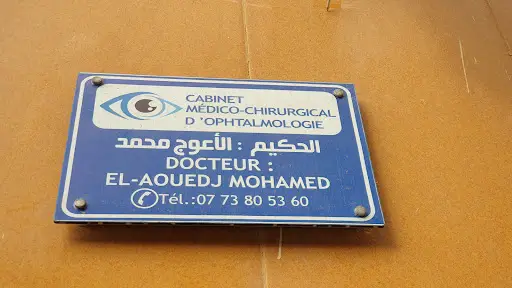 CABINET
MÉDICO-CHIRURGICAL
D 'OPHTALMOLOGIE
الحكيم : الأعوج محمد
DOCTEUR :
EL-AOUEDJ MOHAMED
Tél.:07 73 80 53 60